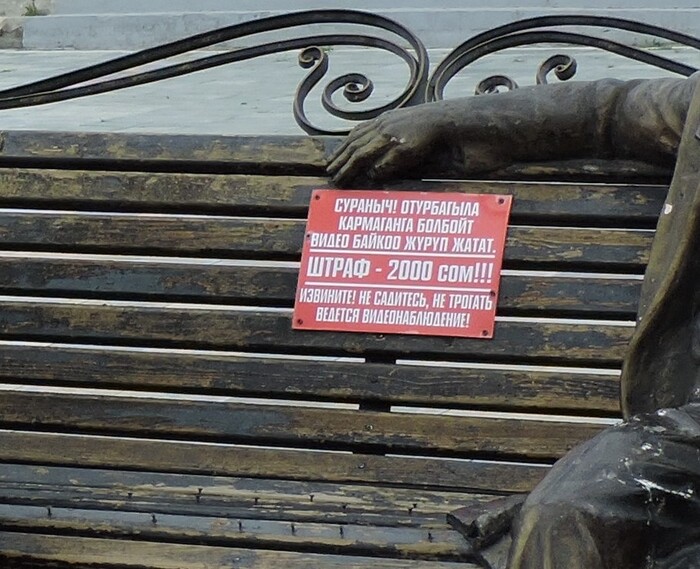 СУРАНЫЧ! ОТУРБАГЫЛА
КАРМАГАНГА БОЛБОЙТ
ВИДЕО БАЙКОО ЖУРУП ЖАТАТ.
ШТРАФ - 2000 СОМ!!!
ИЗВИНИТЕ! НЕ САДИТЕСЬ, НЕ ТРОГАТЬ
ВЕДЕТСЯ ВИДЕОНАБЛЮДЕНИЕ!